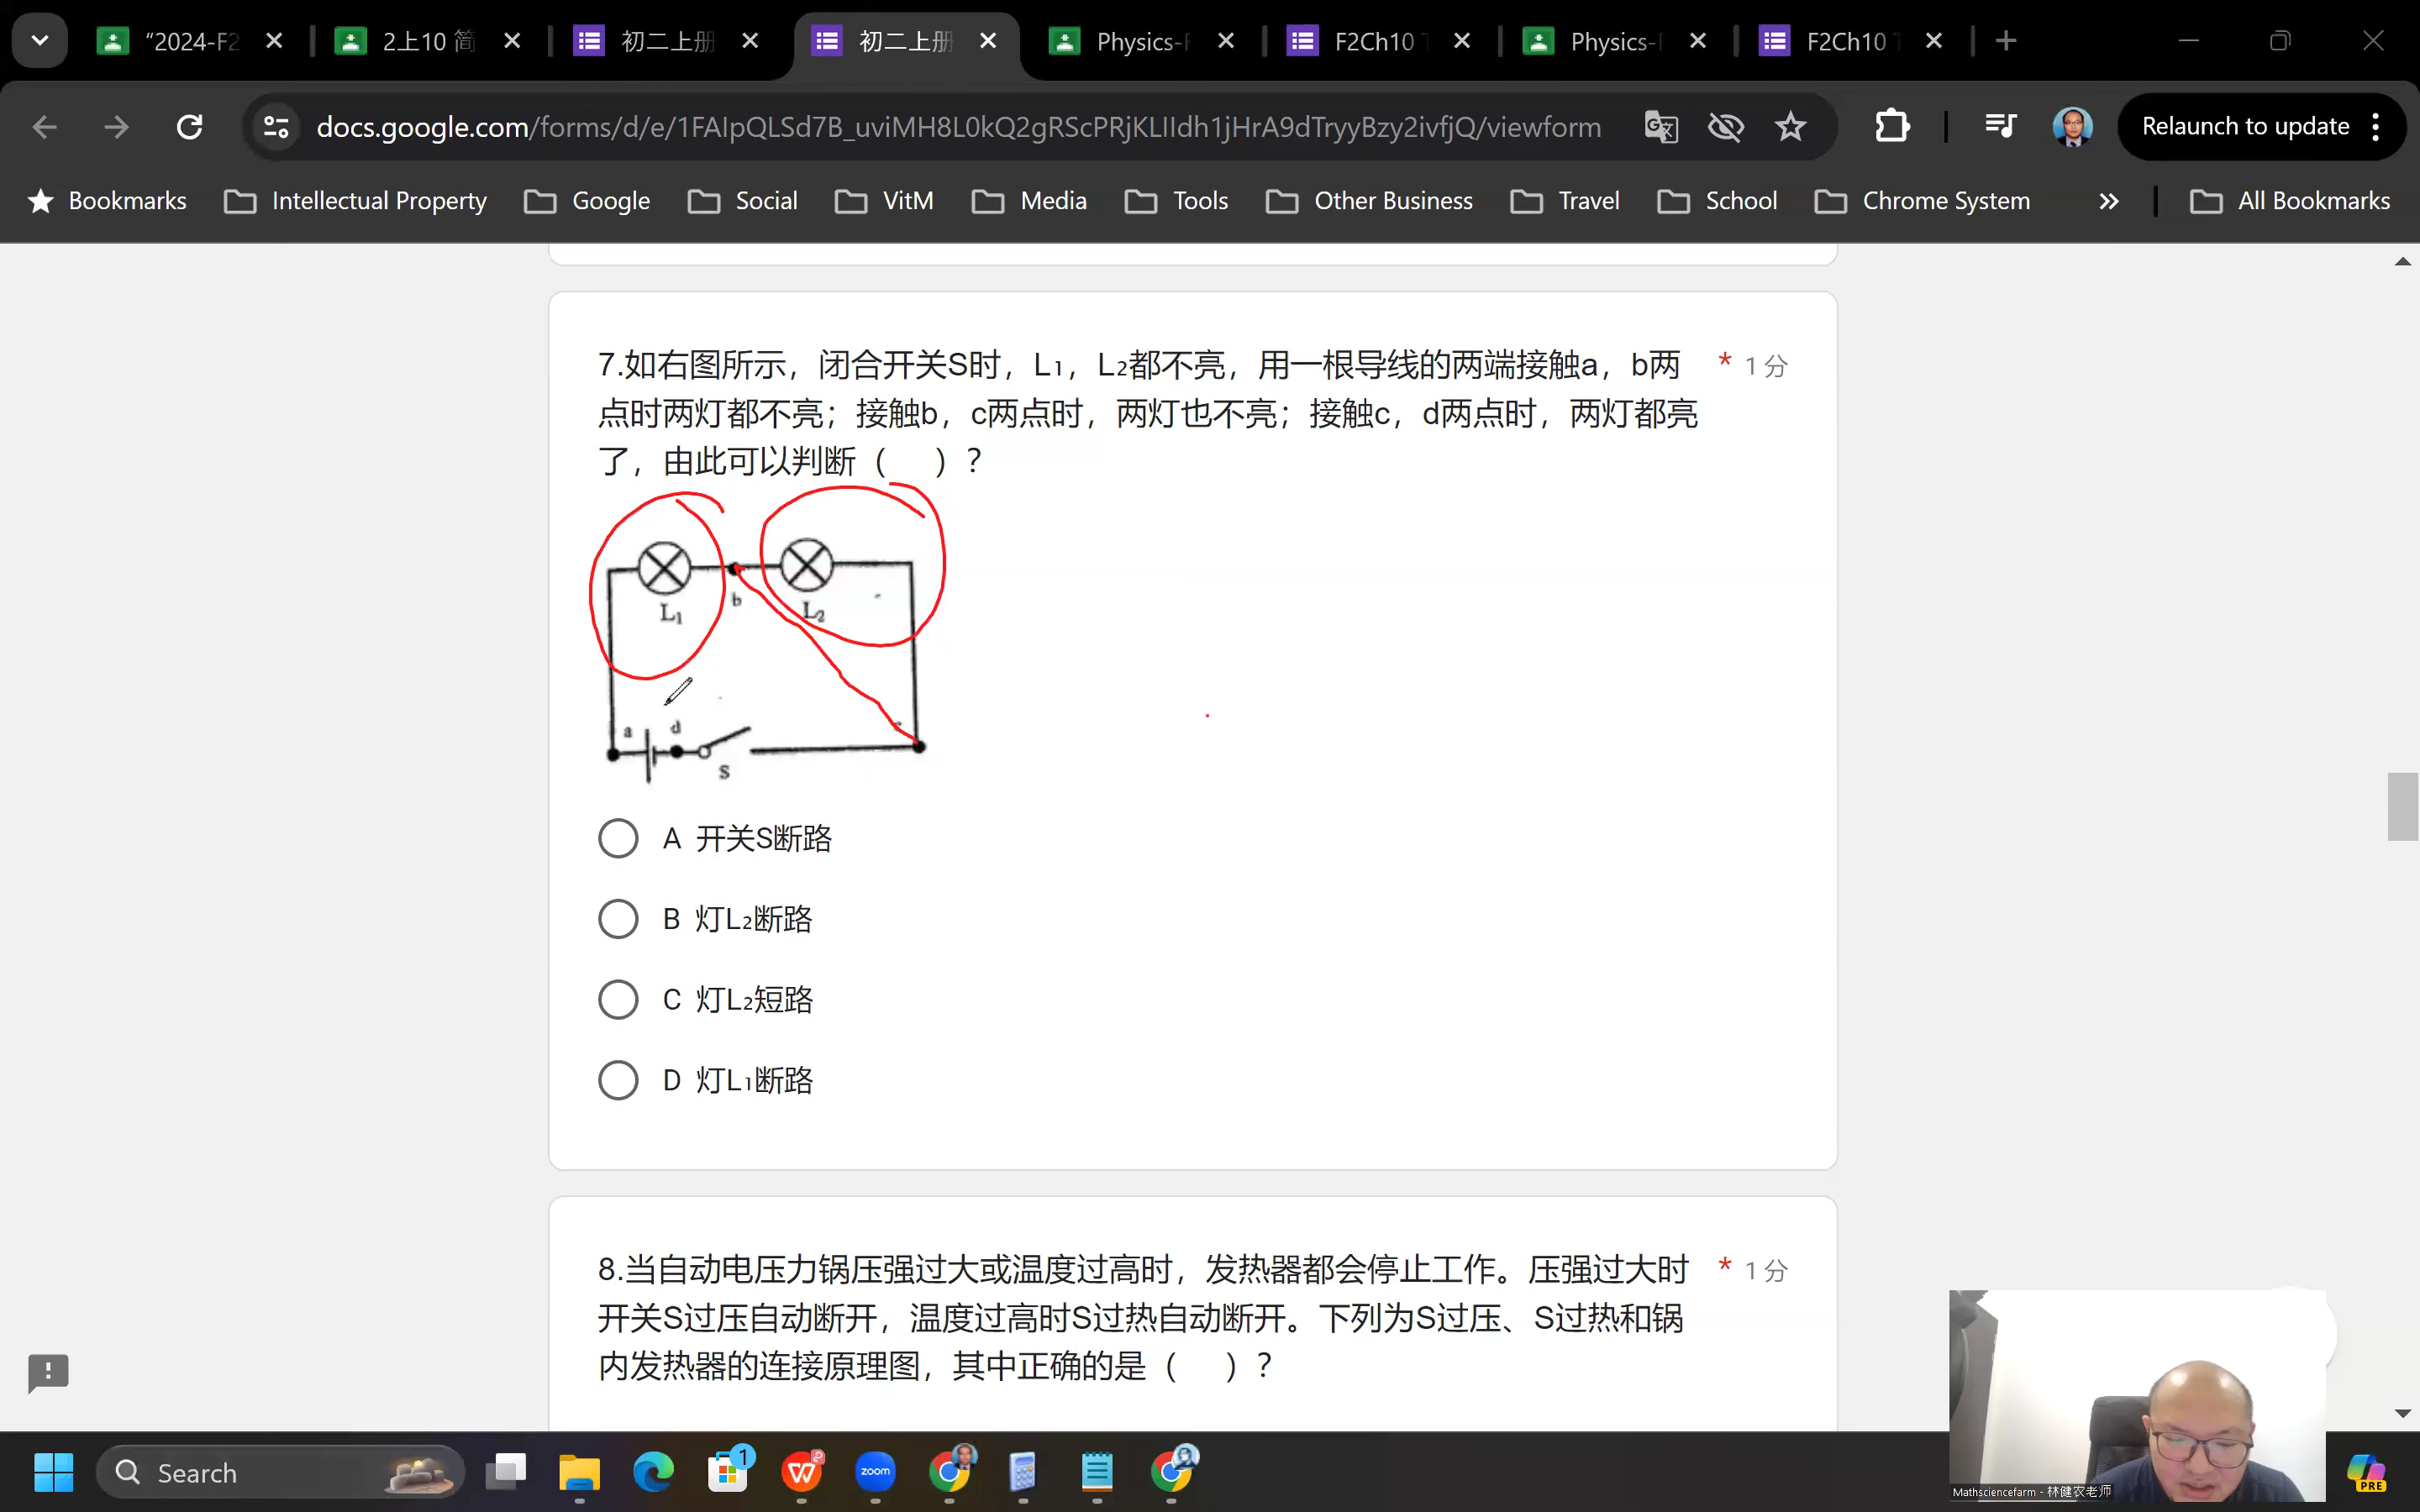 “2024-F2
2上10 简
初二上册
初二上册
Physics-F
F2Ch10 T
Physics-
F2Ch10 T
docs.google.com/forms/d/e/1FAIpQLSd7B_uviMH8L0kQ2gRScPRjKLIIdh1jHrA9dTryyBzy2ivfjQ/viewform
Relaunch to update
Bookmarks
Intellectual Property
Google
Social
VitM
Media
Tools
Other Business
Travel
School
Chrome System
All Bookmarks
7.如右图所示，闭合开关S时，L₁，L₂都不亮，用一根导线的两端接触a，b两
* 1 分
点时两灯都不亮；接触b，c两点时，两灯也不亮；接触c，d两点时，两灯都亮
了，由此可以判断（　）？
L₁
b
L₂
a
d
S
A 开关S断路
B 灯L₂断路
C 灯L₂短路
D 灯L₁断路
8.当自动电压力锅压强过大或温度过高时，发热器都会停止工作。压强过大时
* 1 分
开关S过压自动断开，温度过高时S过热自动断开。下列为S过压、S过热和锅
内发热器的连接原理图，其中正确的是（　）？
Mathsciencefarm - 林健农老师
Search
1
zoom
PRE